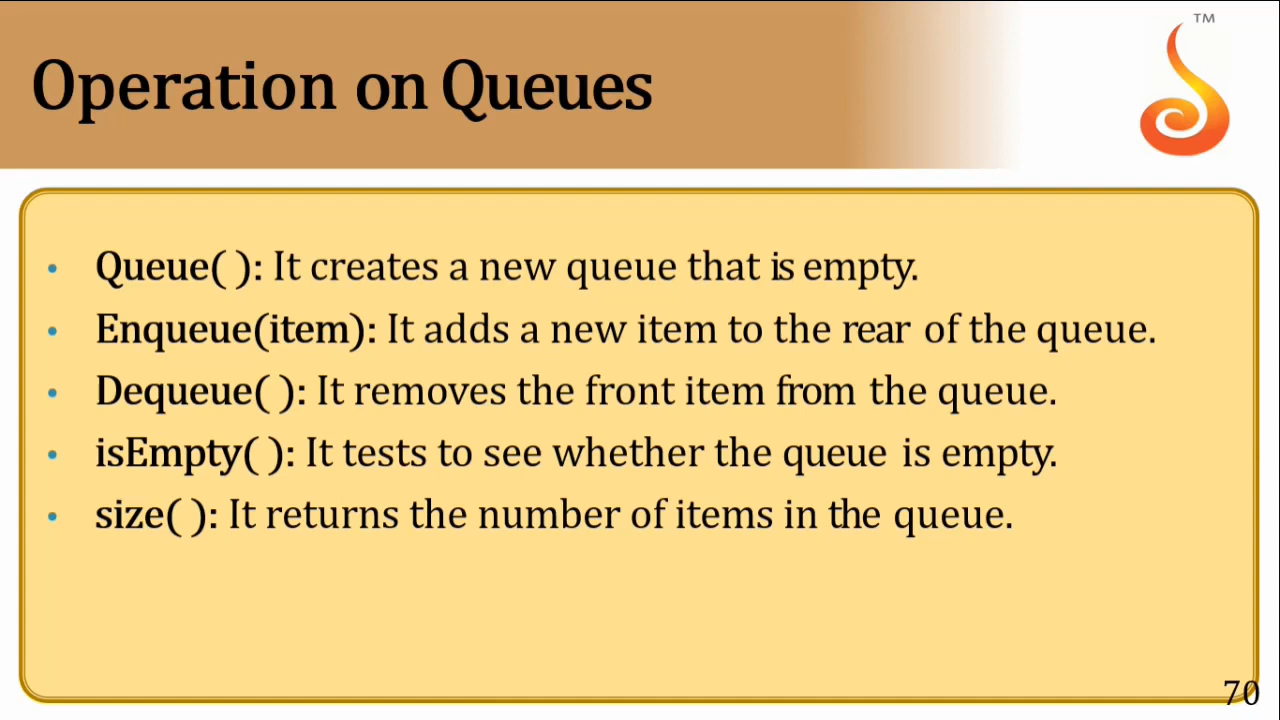 TM
Operation on Queues
• Queue( ): It creates a new queue that is empty.
• Enqueue(item): It adds a new item to the rear of the queue.
• Dequeue( ): It removes the front item from the queue.
• isEmpty( ): It tests to see whether the queue is empty.
• size( ): It returns the number of items in the queue.
70